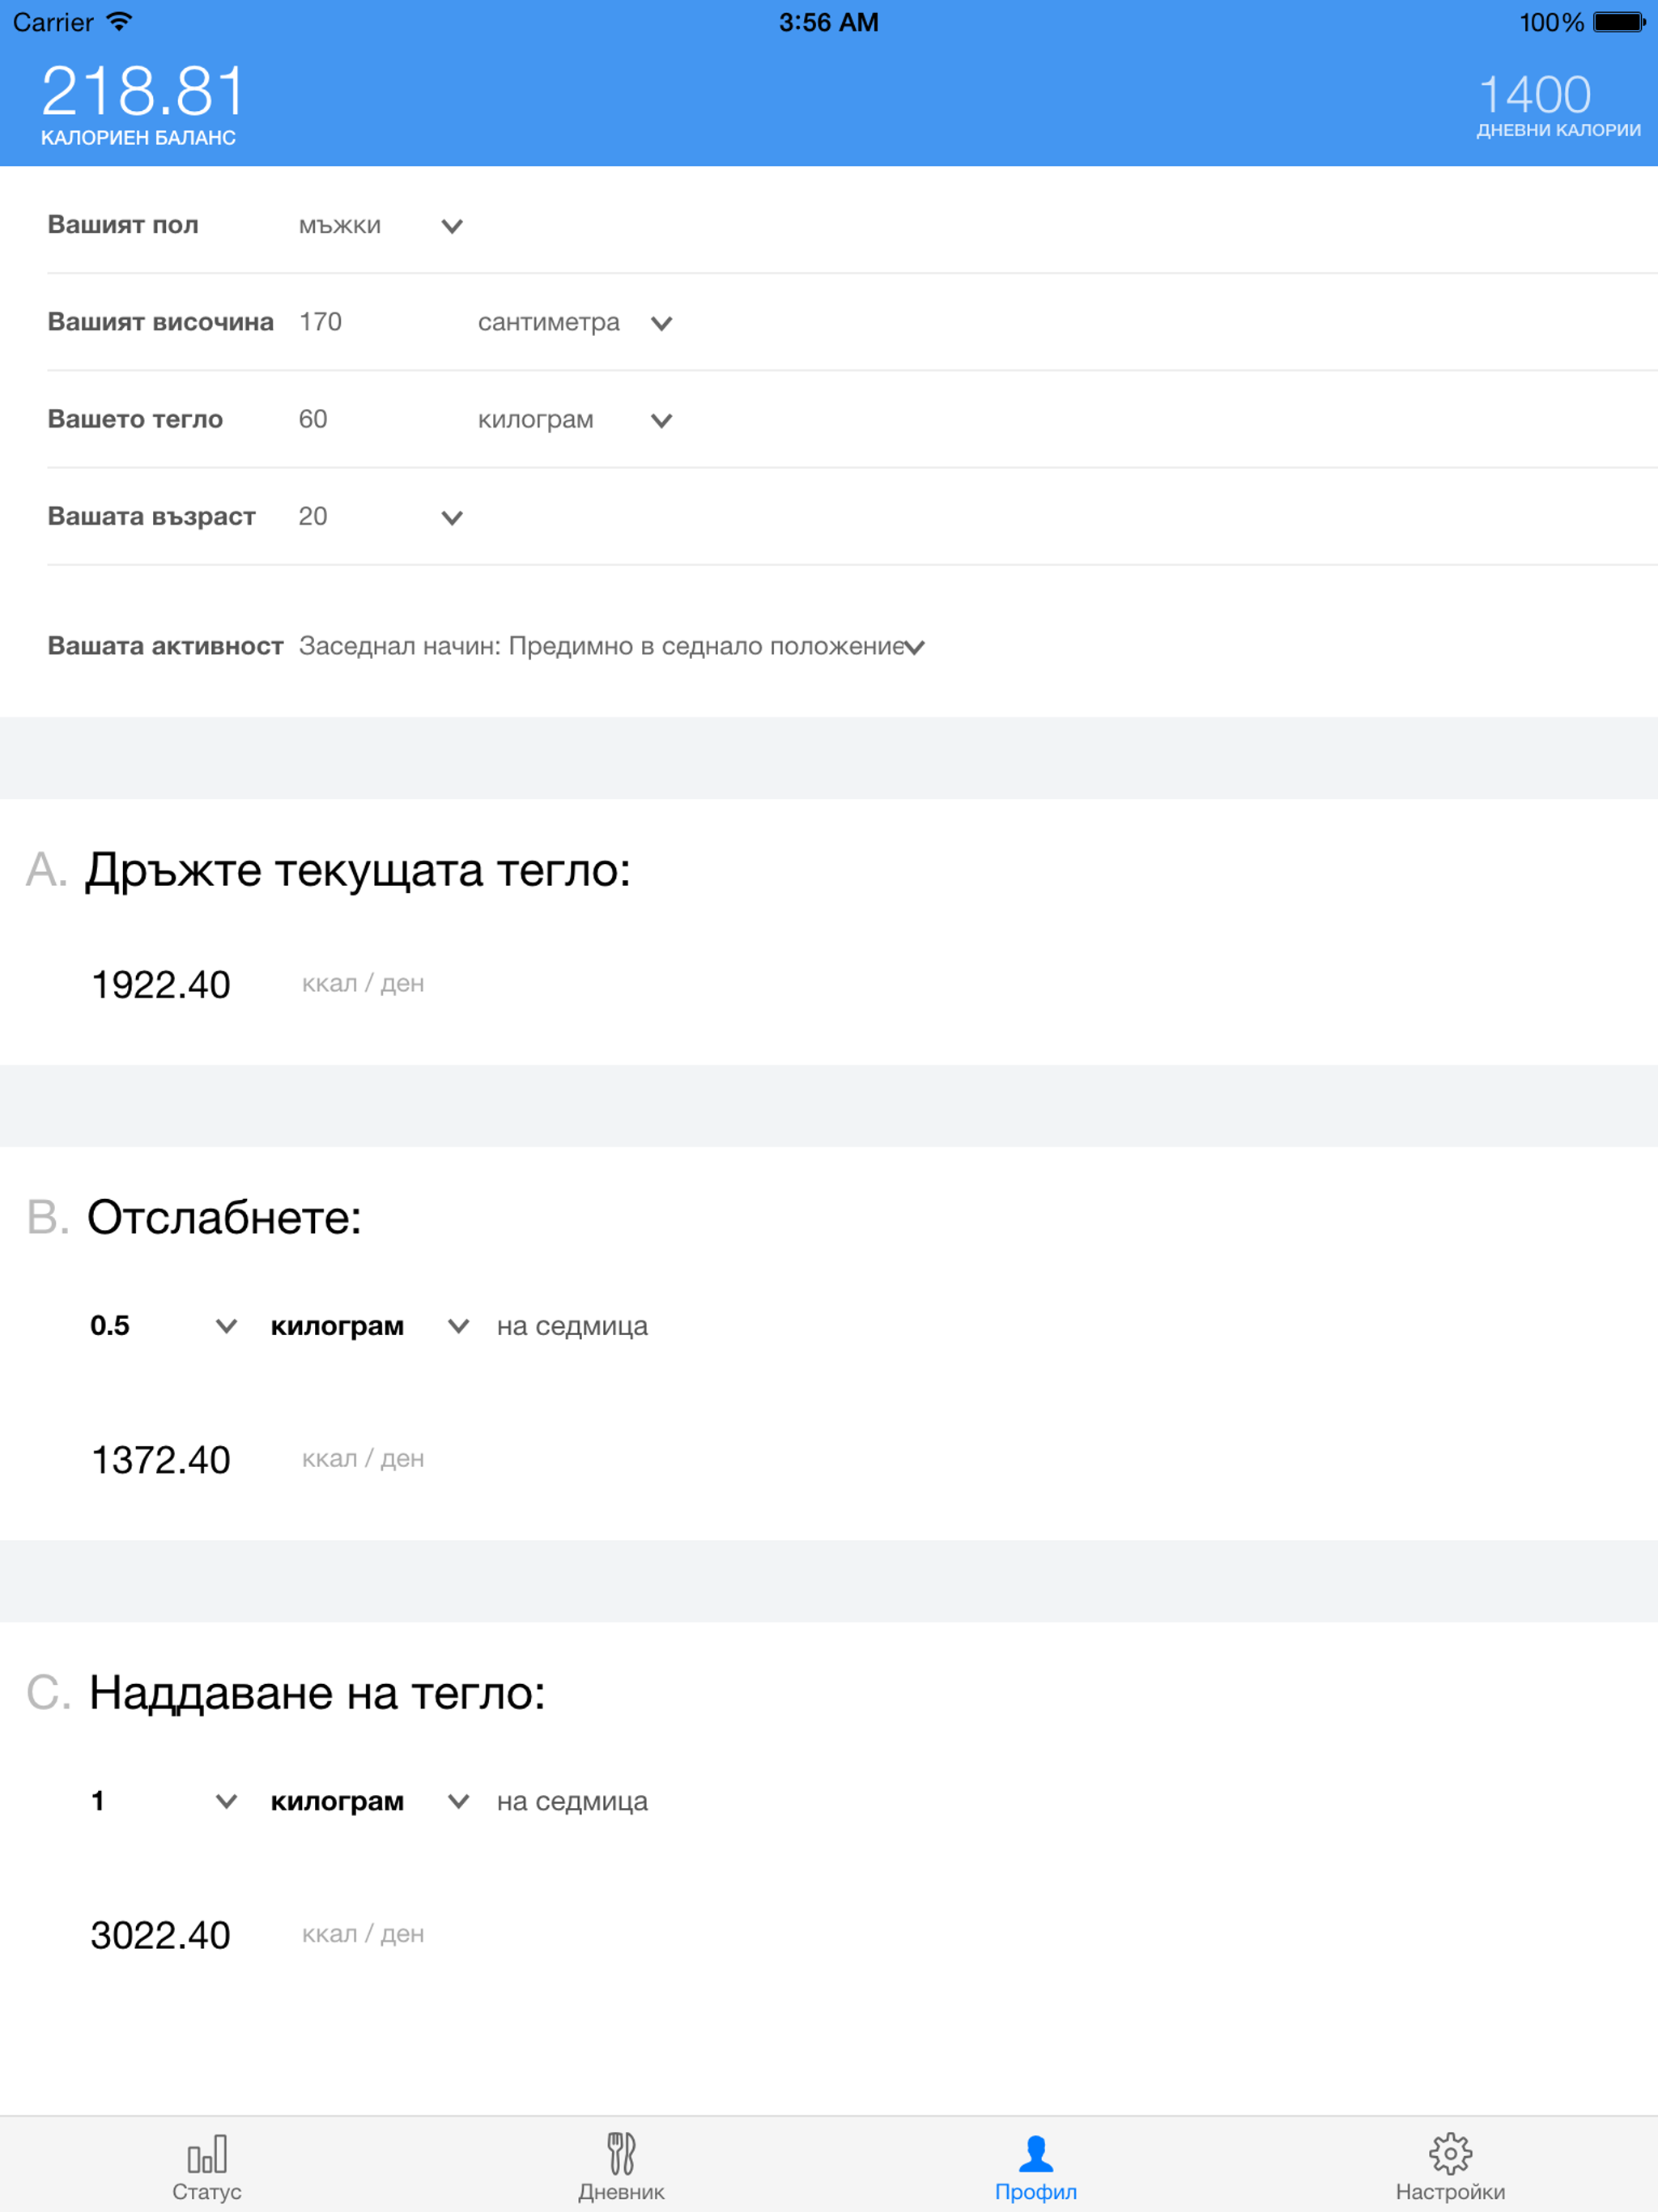 Carrier 3:56 AM 100%
218.81
КАЛОРИЕН БАЛАНС
1400
ДНЕВНИ КАЛОРИИ
Вашият пол мъжки
Вашият височина 170 сантиметра
Вашето тегло 60 килограм
Вашата възраст 20
Вашата активност Заседнал начин: Предимно в седнало положение
A. Дръжте текущата тегло:
1922.40 ккал / ден
B. Отслабнете:
0.5 килограм на седмица
1372.40 ккал / ден
C. Наддаване на тегло:
1 килограм на седмица
3022.40 ккал / ден
Статус Дневник Профил Настройки